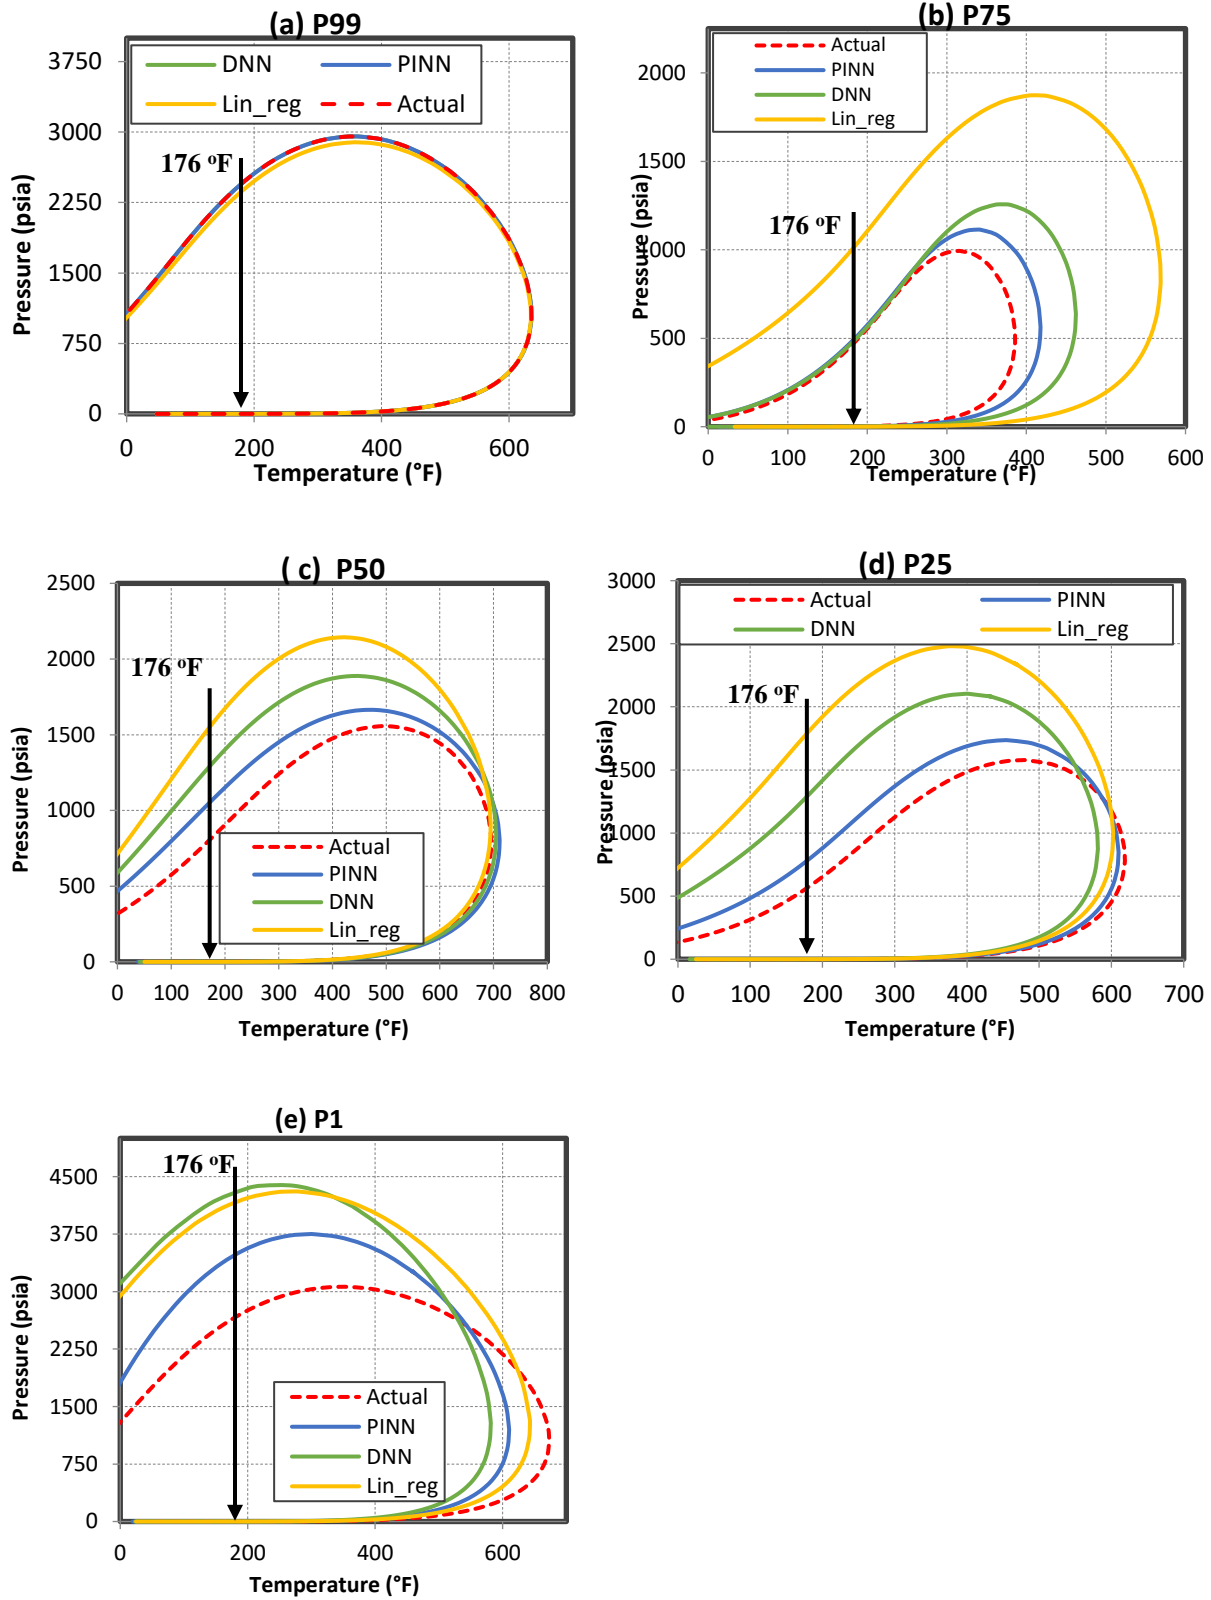 (a) P99
DNN PINN
Lin_reg Actual
176 °F
3750
3000
2250
1500
750
0
0 200 400 600
Pressure (psia)
Temperature (°F)
(b) P75
Actual
PINN
DNN
Lin_reg
176 °F
2000
1500
1000
500
0
0 100 200 300 400 500 600
Pressure (psia)
Temperature (°F)
( c) P50
176 °F
Actual
PINN
DNN
Lin_reg
2500
2000
1500
1000
500
0
0 100 200 300 400 500 600 700 800
Pressure (psia)
Temperature (°F)
(d) P25
Actual PINN
DNN Lin_reg
176 °F
3000
2500
2000
1500
1000
500
0
0 100 200 300 400 500 600 700
Pressure (psia)
Temperature (°F)
(e) P1
176 °F
Actual
PINN
DNN
Lin_reg
4500
3750
3000
2250
1500
750
0
0 200 400 600
Pressure (psia)
Temperature (°F)